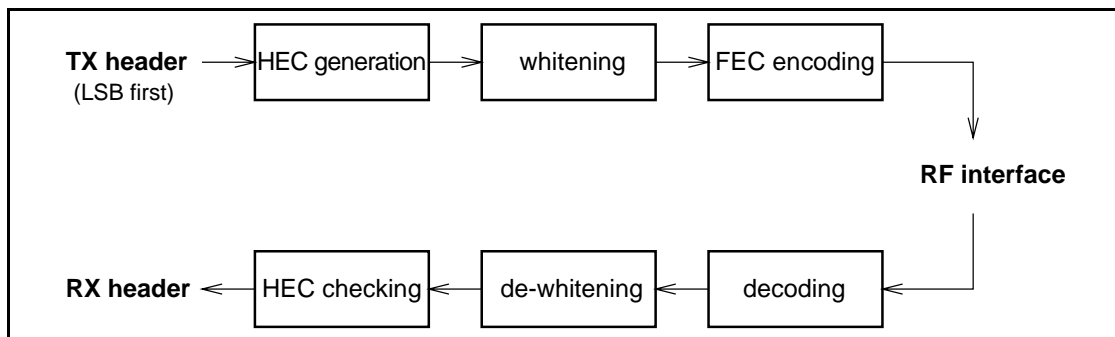 TX header
(LSB first)
HEC generation
whitening
FEC encoding
RF interface
RX header
HEC checking
de-whitening
decoding